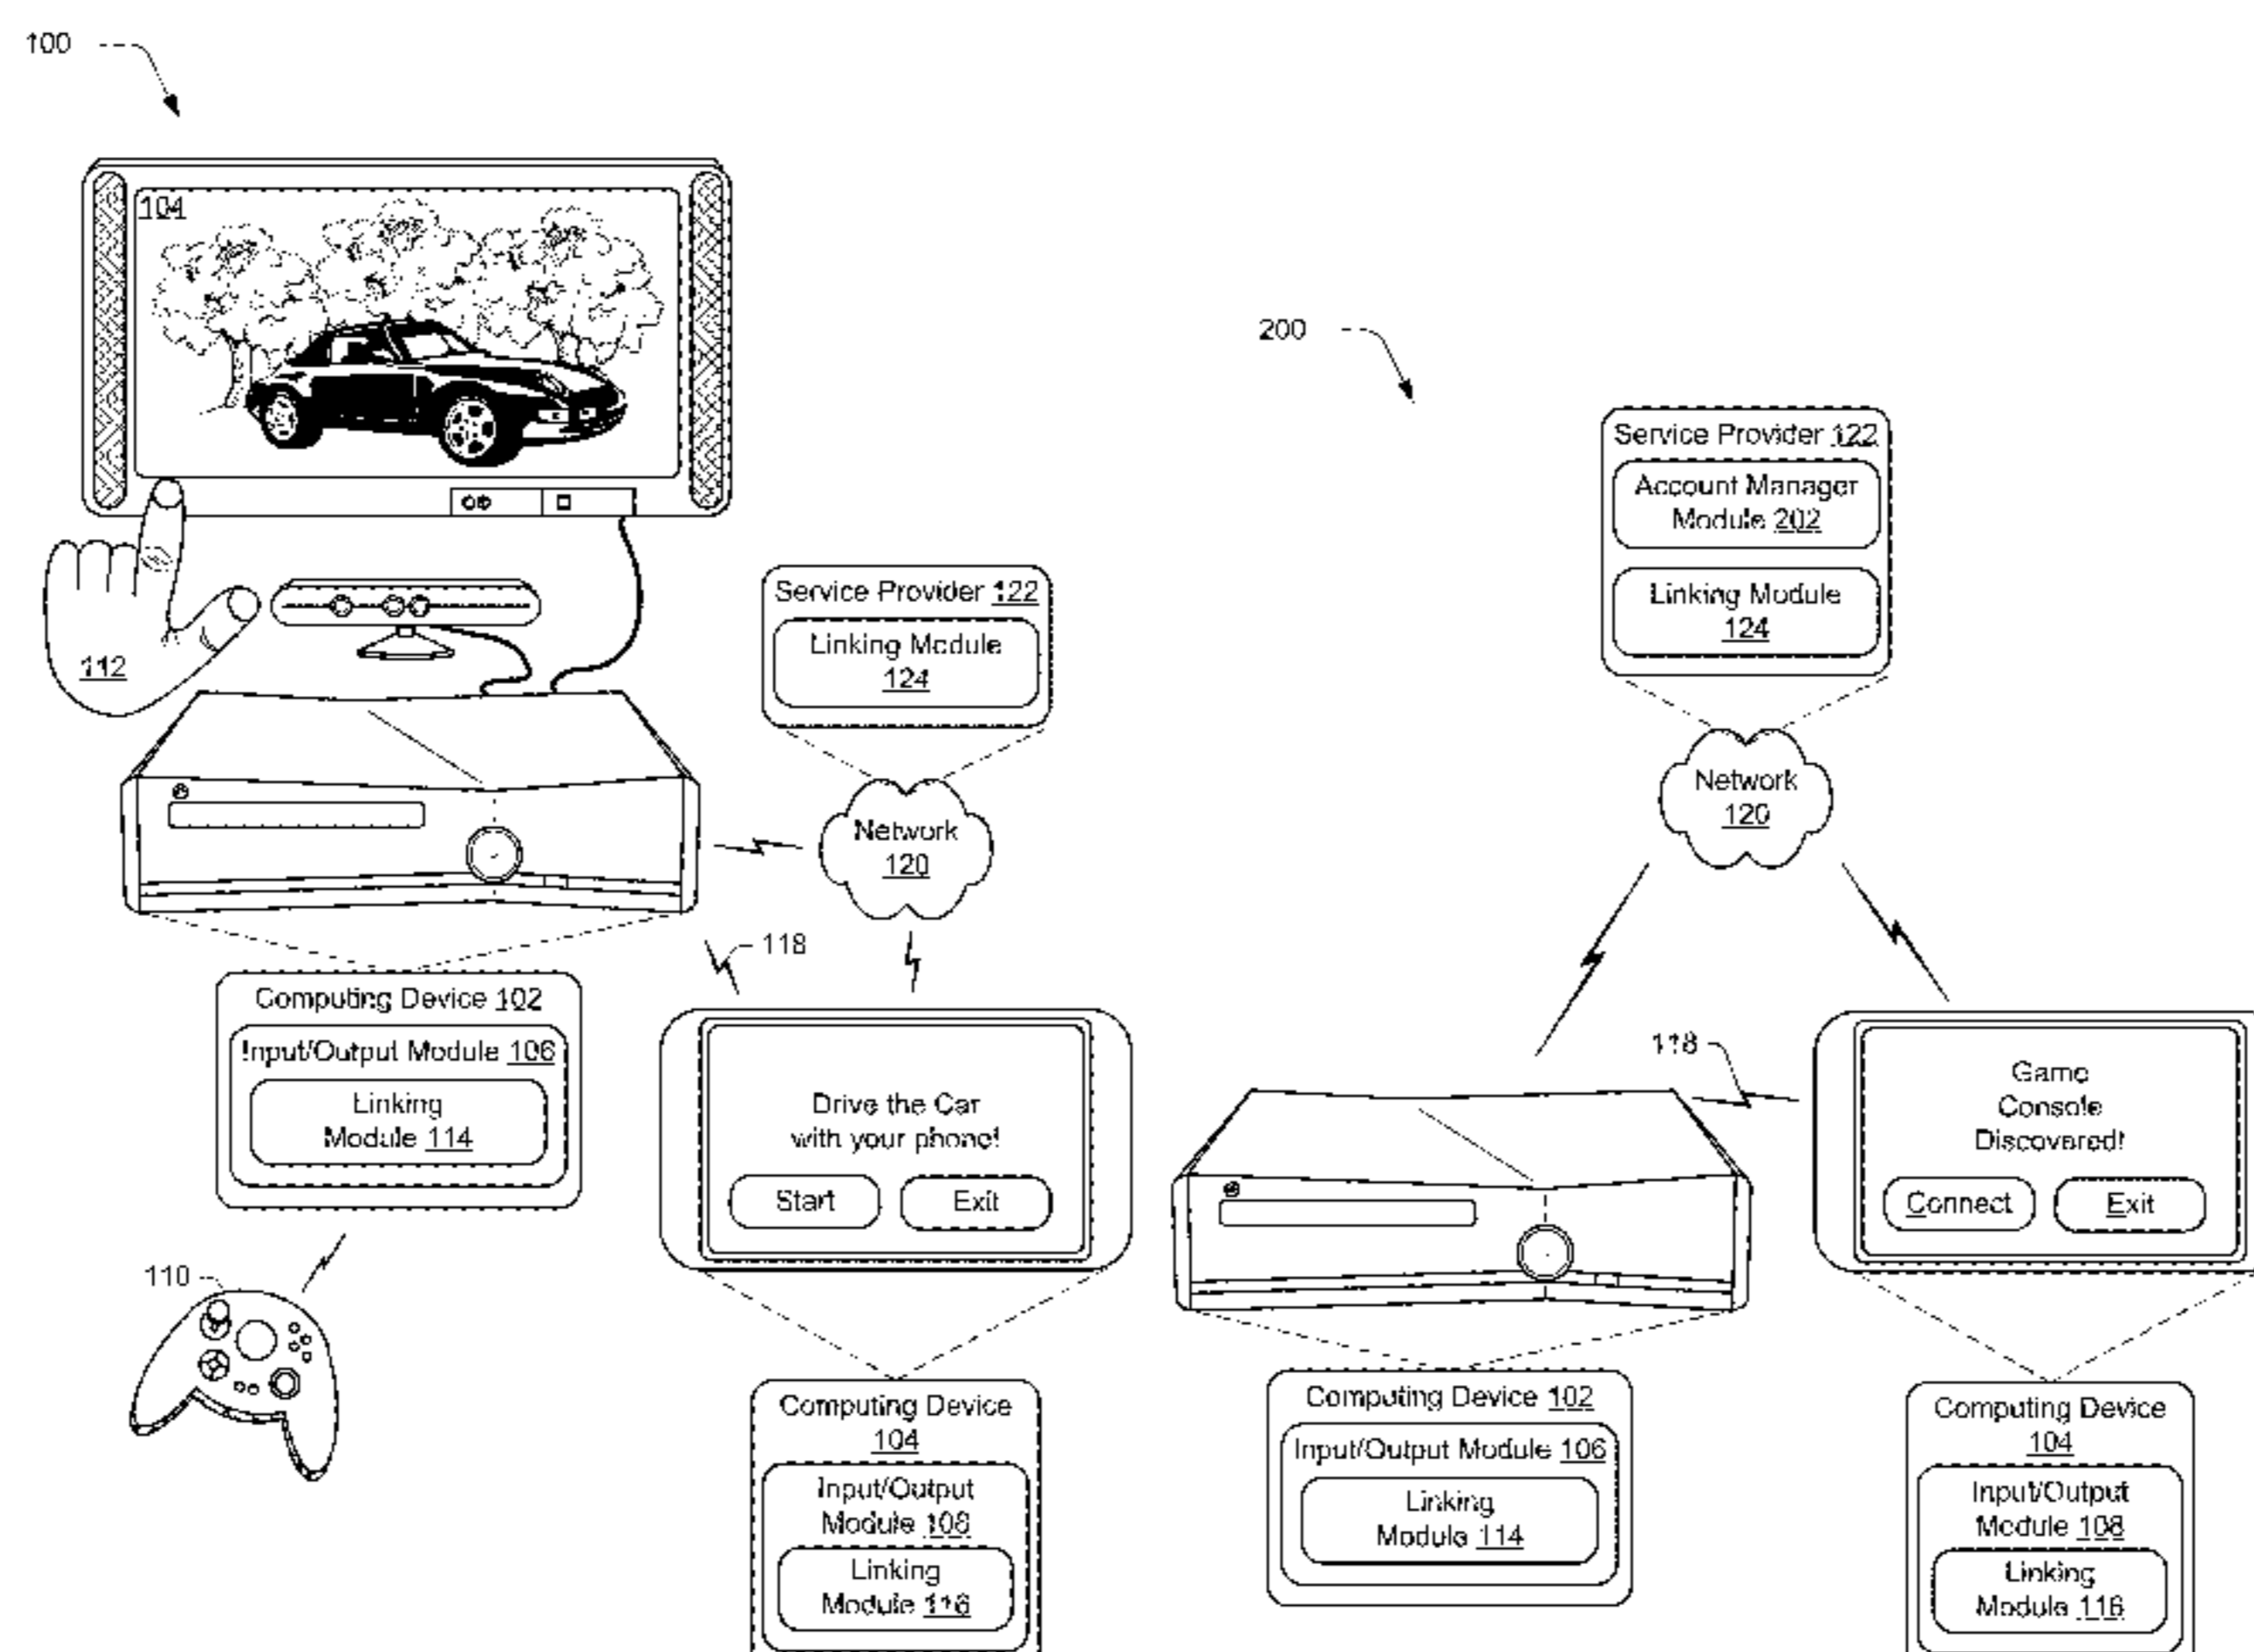 100
104
112
Service Provider 122
Linking Module
124
Network
120
118
Computing Device 102
Input/Output Module 106
Linking
Module 114
110
Drive the Car
with your phone!
Start
Exit
Computing Device
104
Input/Output
Module 108
Linking
Module 116
200
Service Provider 122
Account Manager
Module 202
Linking Module
124
Network
120
118
Game
Console
Discovered!
Connect
Exit
Computing Device 102
Input/Output Module 106
Linking
Module 114
Computing Device
104
Input/Output
Module 108
Linking
Module 116